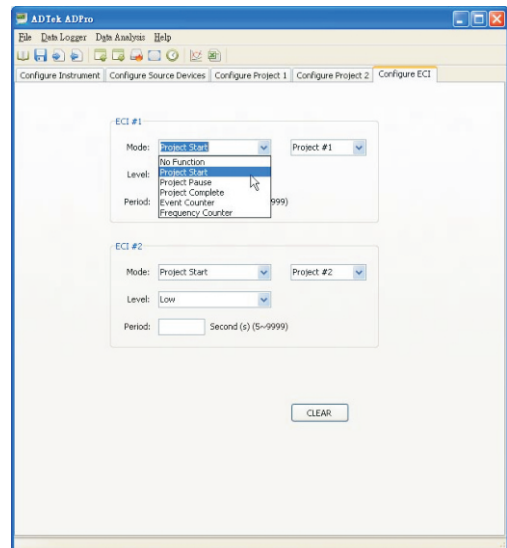 ADTek ADPro
File Data Logger Data Analysis Help
Configure Instrument Configure Source Devices Configure Project 1 Configure Project 2 Configure ECI
ECI #1
Mode: Project Start Project #1
No Function
Level: Project Start
Project Pause
Project Complete
Period: Event Counter 999)
Frequency Counter
ECI #2
Mode: Project Start Project #2
Level: Low
Period: Second (s) (5~9999)
CLEAR